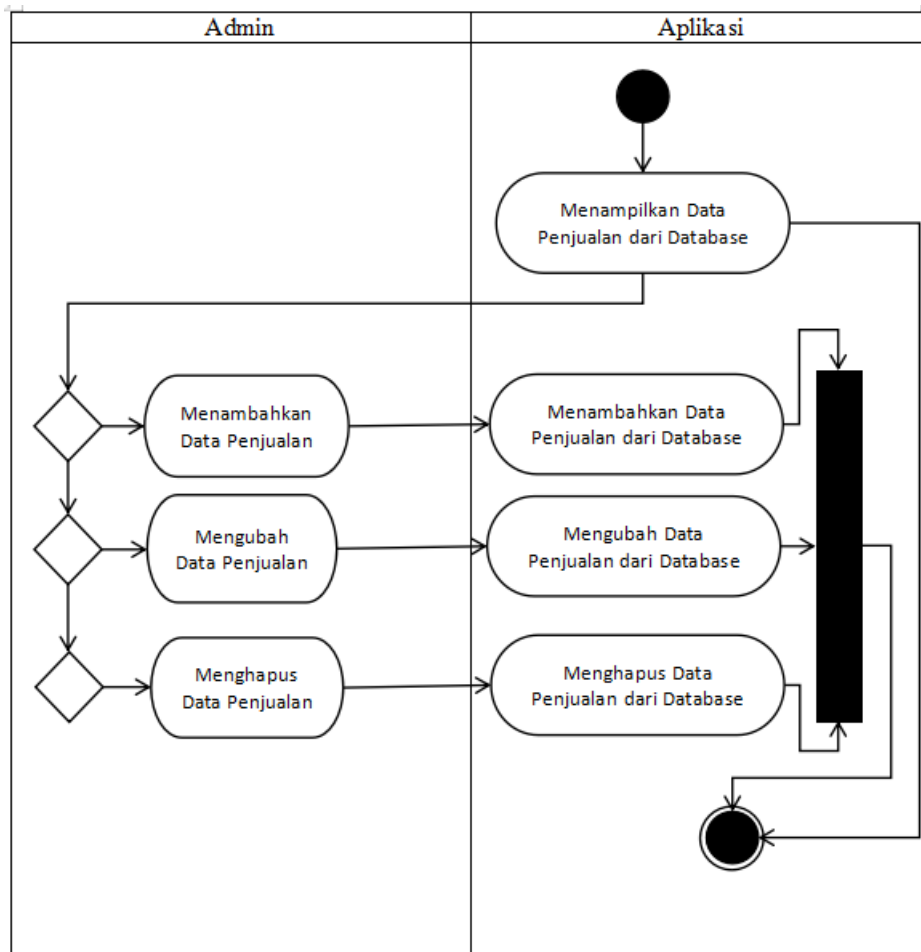 Admin
Aplikasi
Menampilkan Data
Penjualan dari Database
Menambahkan
Data Penjualan
Menambahkan Data
Penjualan dari Database
Mengubah
Data Penjualan
Mengubah Data
Penjualan dari Database
Menghapus
Data Penjualan
Menghapus Data
Penjualan dari Database